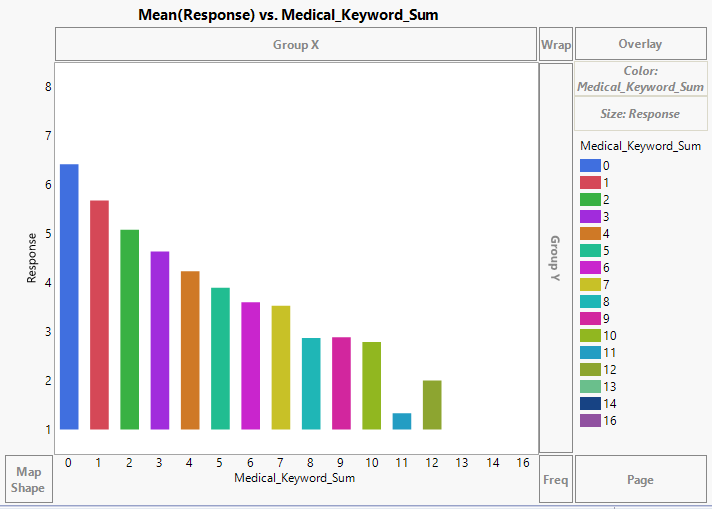 Mean(Response) vs. Medical_Keyword_Sum
Group X
Wrap
Overlay
Color:
Medical_Keyword_Sum
Size: Response
Medical_Keyword_Sum
0
1
2
3
4
5
6
7
8
9
10
11
12
13
14
16
Group Y
Response
8
7
6
5
4
3
2
1
0 1 2 3 4 5 6 7 8 9 10 11 12 13 14 16
Medical_Keyword_Sum
Map
Shape
Freq
Page